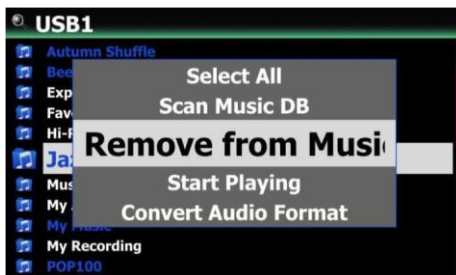 USB1
Autumn Shuffle
Bee
Exp
Select All
Fav
Scan Music DB
Hi-F
Remove from Musi
Ja
Mus
Start Playing
My
Convert Audio Format
My Music
My Recording
POP100